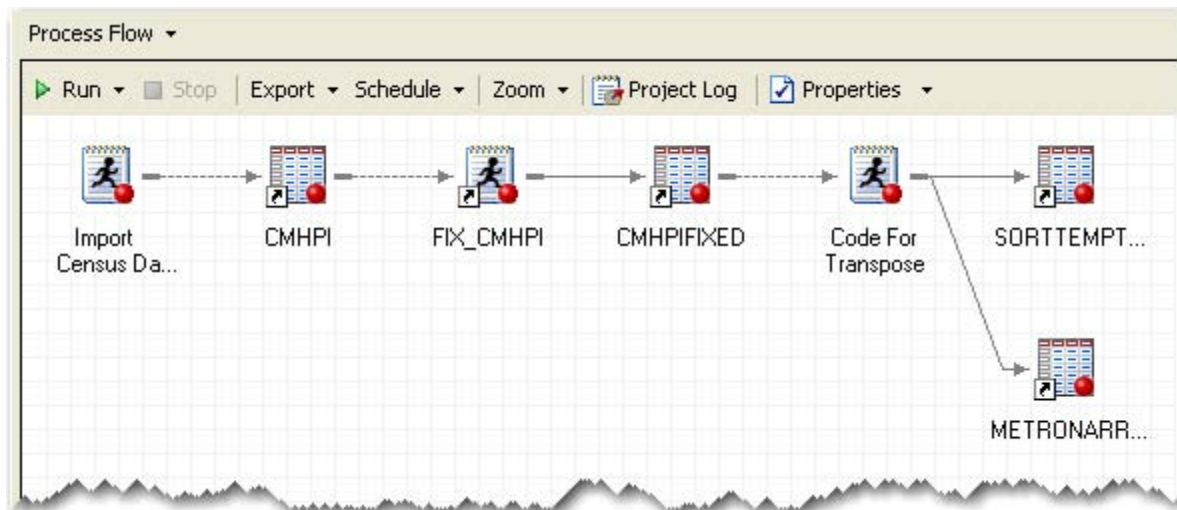 Process Flow
Run Stop Export Schedule Zoom Project Log Properties
Import
Census Da...
CMHPI
FIX_CMHPI
CMHPIFIXED
Code For
Transpose
SORTTEMPT...
METRONARR...